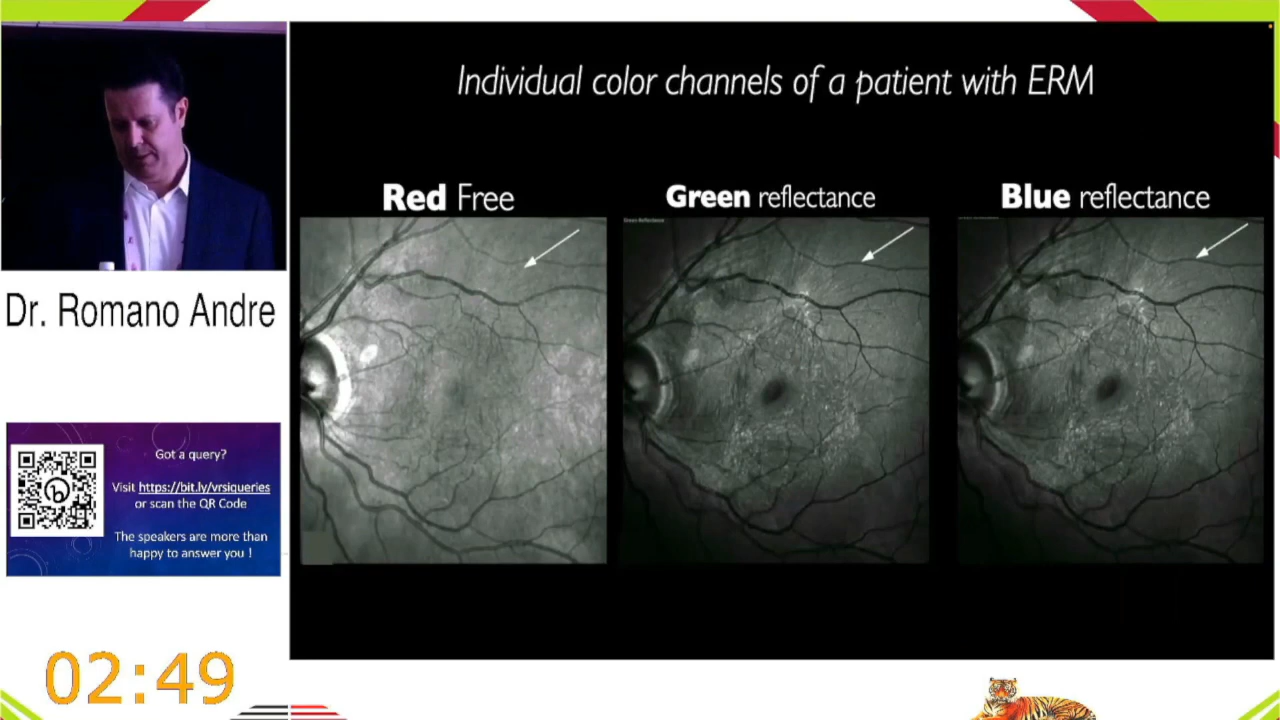 Individual color channels of a patient with ERM
Red Free
Green reflectance
Blue reflectance
Green Reflectance
Dr. Romano Andre
Got a query?
Visit https://bit.ly/vrsiqueries
or scan the QR Code
The speakers are more than
happy to answer you !
02:49